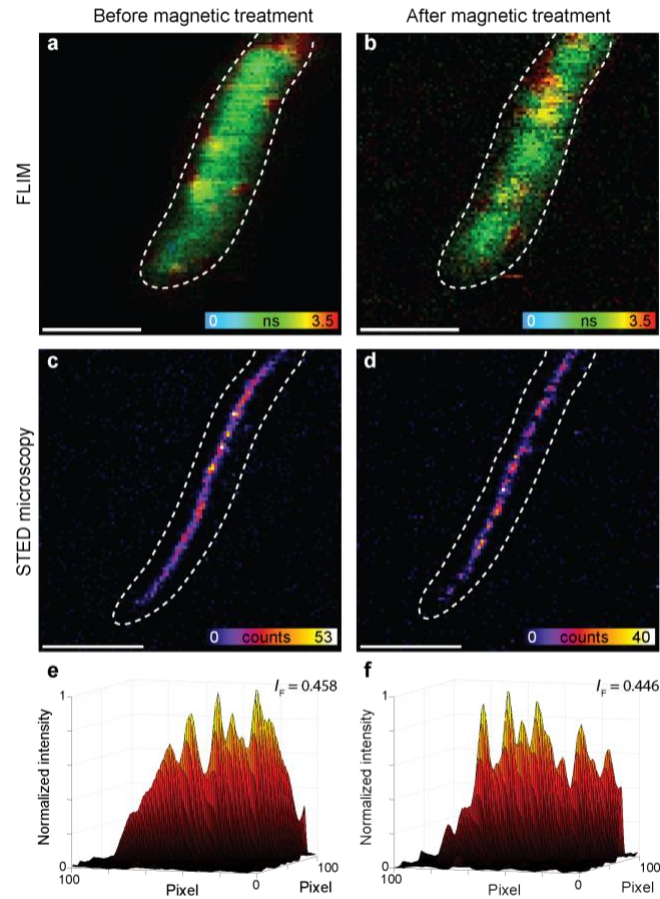 Before magnetic treatment
After magnetic treatment
FLIM
a
0 ns 3.5
b
0 ns 3.5
STED microscopy
c
0 counts 53
d
0 counts 40
e
I_F = 0.458
Normalized intensity
1
0
100
Pixel
0
Pixel
100
f
I_F = 0.446
Normalized intensity
1
0
100
Pixel
0
Pixel
100